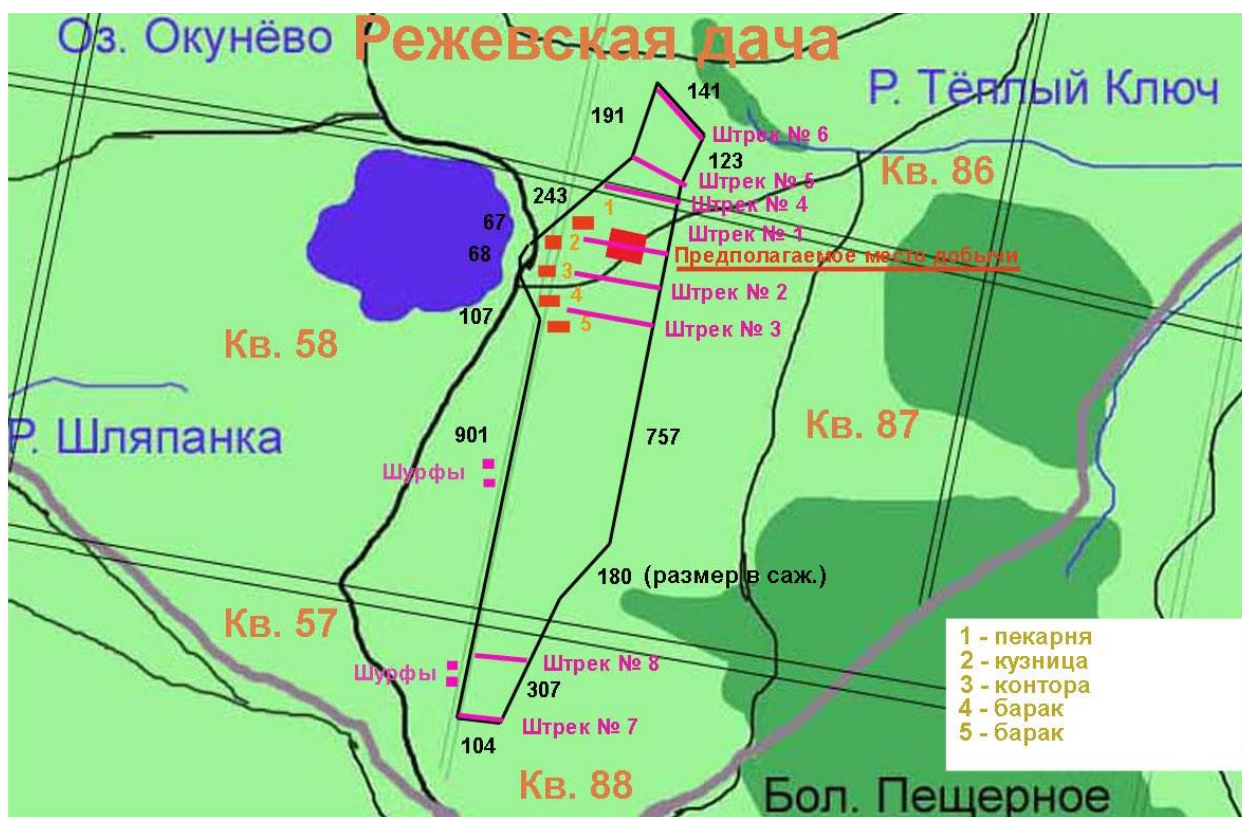 Оз. Окунёво
Режевская дача
141
191
Р. Тёплый Ключ
Штрек № 6
123
Кв. 86
Штрек № 5
243
Штрек № 4
1
67
Штрек № 1
2
68
Предполагаемое место добычи
3
Штрек № 2
4
107
5
Штрек № 3
Кв. 58
Кв. 87
Р. Шляпанка
901
757
Шурфы
180 (размер в саж.)
Кв. 57
1 - пекарня
2 - кузница
3 - контора
4 - барак
5 - барак
Штрек № 8
Шурфы
307
Штрек № 7
104
Кв. 88
Бол. Пещерное